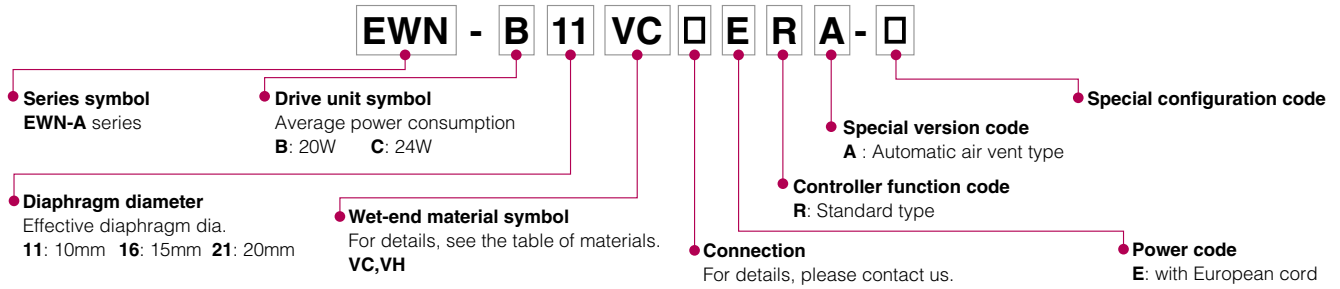 EWN - B 11 VC □ E R A - □
Series symbol
EWN-A series
Drive unit symbol
Average power consumption
B: 20W C: 24W
Special configuration code
Special version code
A : Automatic air vent type
Diaphragm diameter
Effective diaphragm dia.
11: 10mm 16: 15mm 21: 20mm
Wet-end material symbol
For details, see the table of materials.
VC,VH
Controller function code
R: Standard type
Connection
For details, please contact us.
Power code
E: with European cord